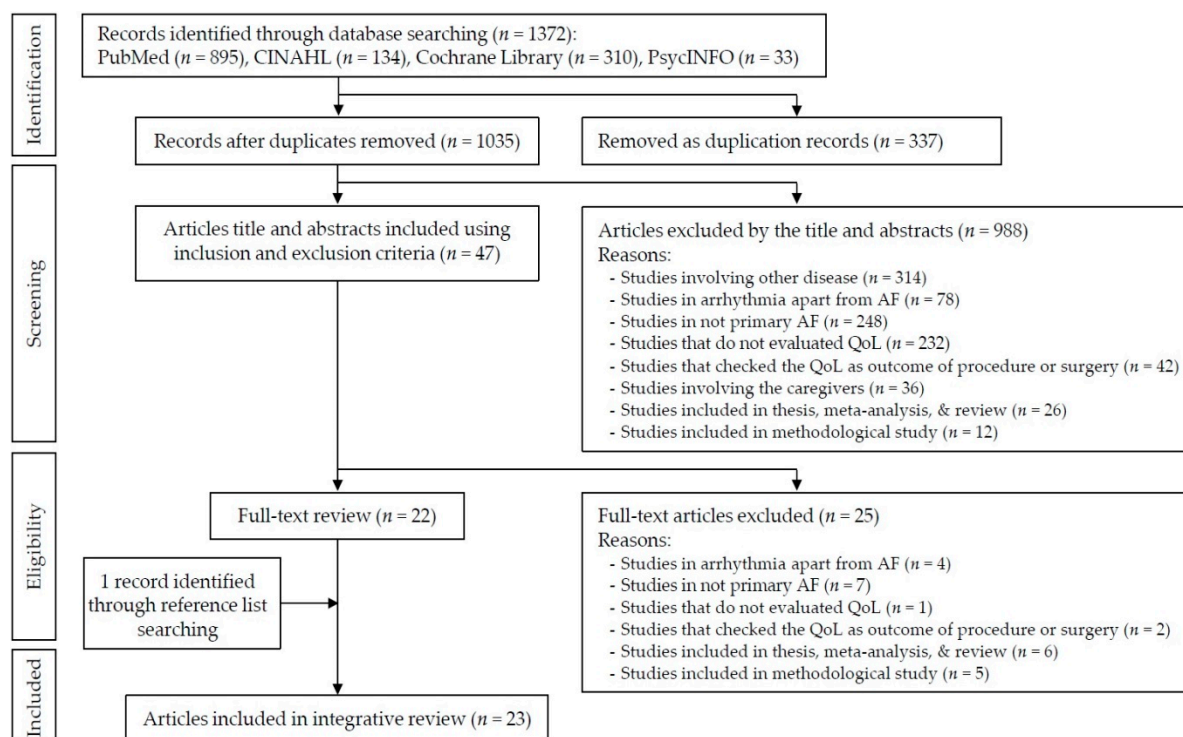 Identification
Records identified through database searching (n = 1372):
PubMed (n = 895), CINAHL (n = 134), Cochrane Library (n = 310), PsycINFO (n = 33)
Records after duplicates removed (n = 1035)
Removed as duplication records (n = 337)
Screening
Articles title and abstracts included using
inclusion and exclusion criteria (n = 47)
Articles excluded by the title and abstracts (n = 988)
Reasons:
- Studies involving other disease (n = 314)
- Studies in arrhythmia apart from AF (n = 78)
- Studies in not primary AF (n = 248)
- Studies that do not evaluated QoL (n = 232)
- Studies that checked the QoL as outcome of procedure or surgery (n = 42)
- Studies involving the caregivers (n = 36)
- Studies included in thesis, meta-analysis, & review (n = 26)
- Studies included in methodological study (n = 12)
Eligibility
Full-text review (n = 22)
1 record identified
through reference list
searching
Full-text articles excluded (n = 25)
Reasons:
- Studies in arrhythmia apart from AF (n = 4)
- Studies in not primary AF (n = 7)
- Studies that do not evaluated QoL (n = 1)
- Studies that checked the QoL as outcome of procedure or surgery (n = 2)
- Studies included in thesis, meta-analysis, & review (n = 6)
- Studies included in methodological study (n = 5)
Included
Articles included in integrative review (n = 23)